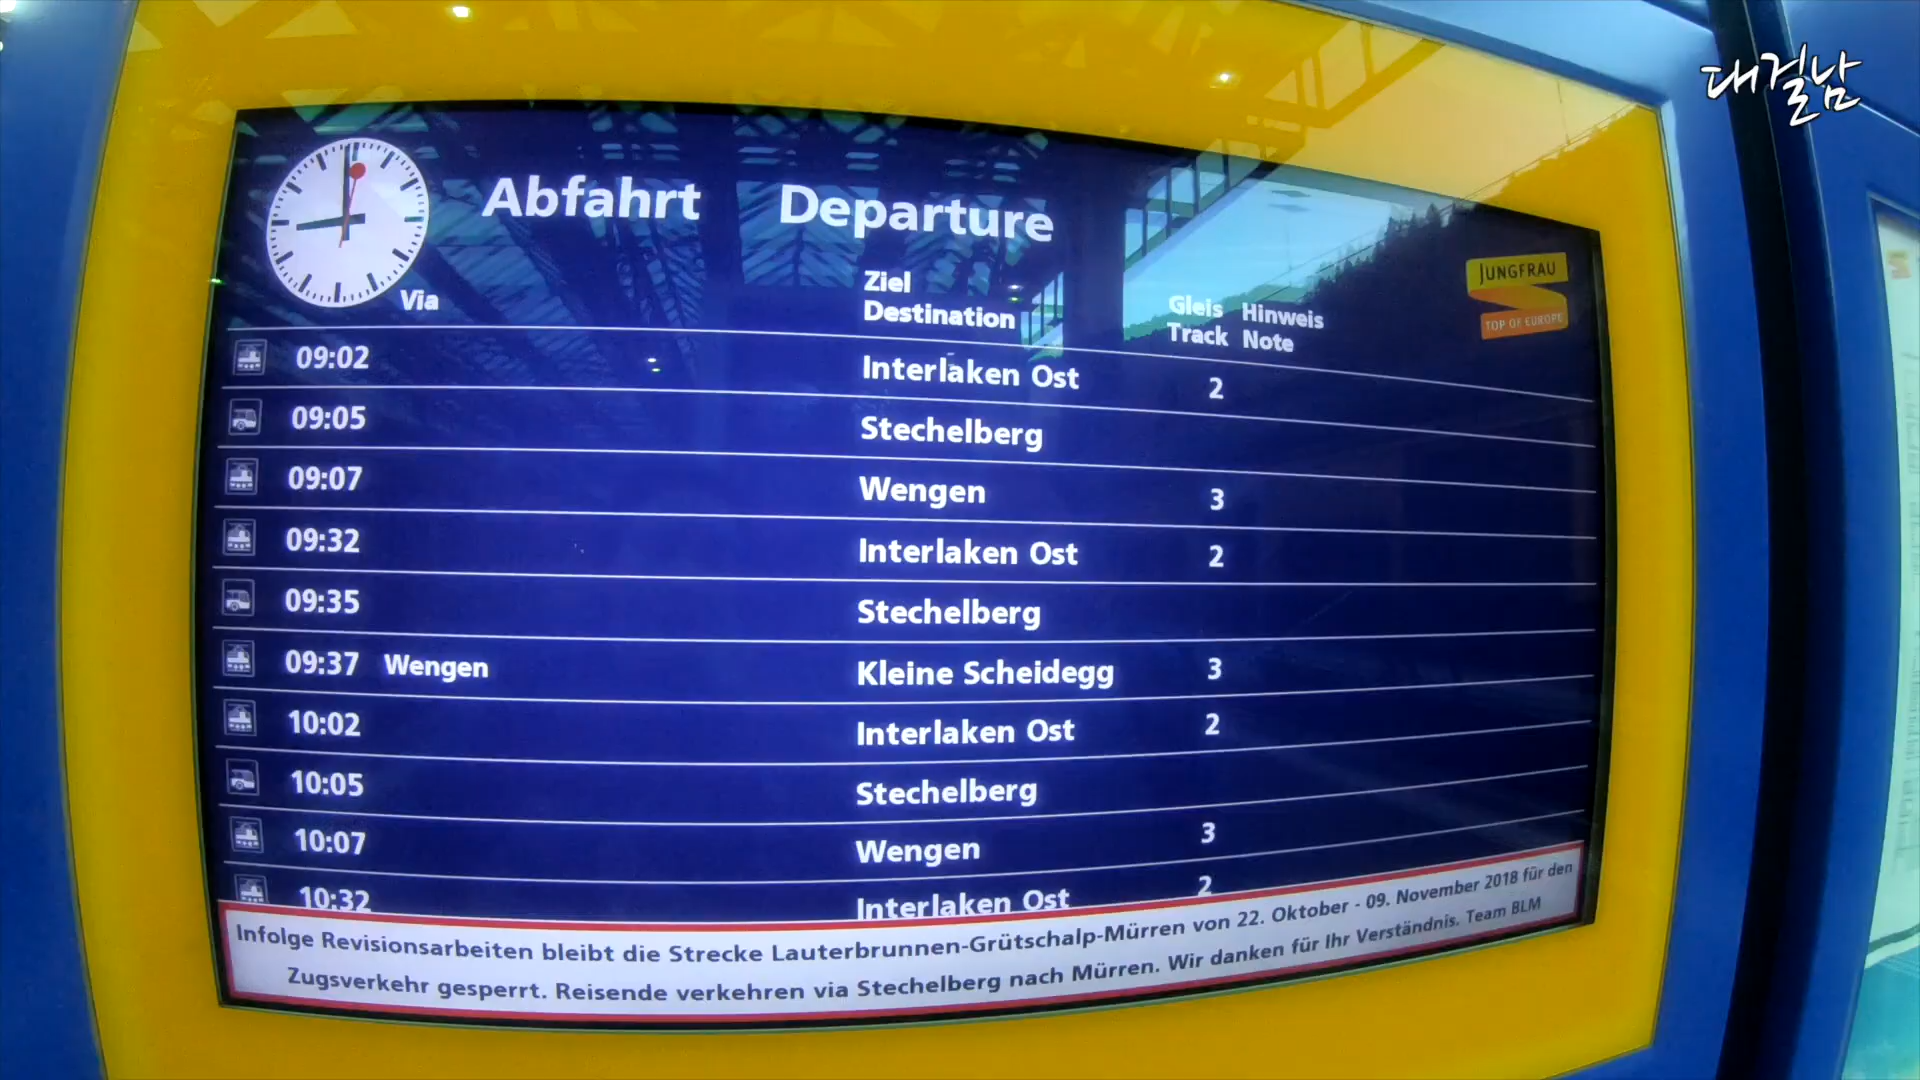 대걸남
Abfahrt Departure
JUNGFRAU
TOP OF EUROPE
Via Ziel Gleis Hinweis
Destination Track Note
09:02 Interlaken Ost 2
09:05 Stechelberg
09:07 Wengen 3
09:32 Interlaken Ost 2
09:35 Stechelberg
09:37 Wengen Kleine Scheidegg 3
10:02 Interlaken Ost 2
10:05 Stechelberg
10:07 Wengen 3
10:32 Interlaken Ost 2
Infolge Revisionsarbeiten bleibt die Strecke Lauterbrunnen-Grütschalp-Mürren von 22. Oktober - 09. November 2018 für den
Zugsverkehr gesperrt. Reisende verkehren via Stechelberg nach Mürren. Wir danken für Ihr Verständnis. Team BLM